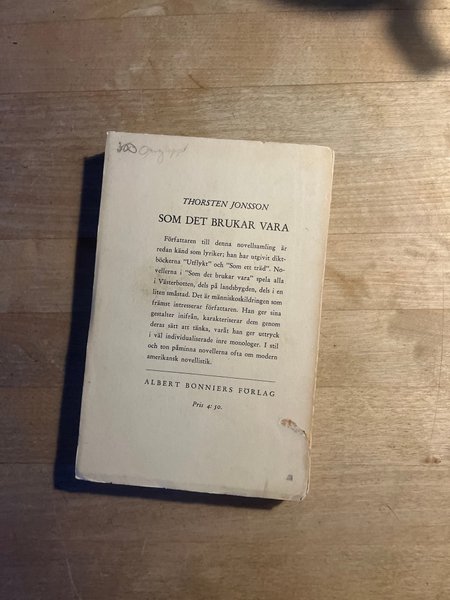 300
THORSTEN JONSSON
SOM DET BRUKAR VARA
Författaren till denna novellsamling är
redan känd som lyriker; han har utgivit dikt-
böckerna "Utflykt" och "Som ett träd". No-
vellerna i "Som det brukar vara" spela alla
i Västerbotten, dels på landsbygden, dels i en
liten småstad. Det är människoskildringen som
främst intresserar författaren. Han ger sina
gestalter inifrån, karakteriserar dem genom
deras sätt att tänka, varåt han ger uttryck
i väl individualiserade inre monologer. I stil
och ton påminna novellerna ofta om modern
amerikansk novellistik.
ALBERT BONNIERS FÖRLAG
Pris 4: 50.